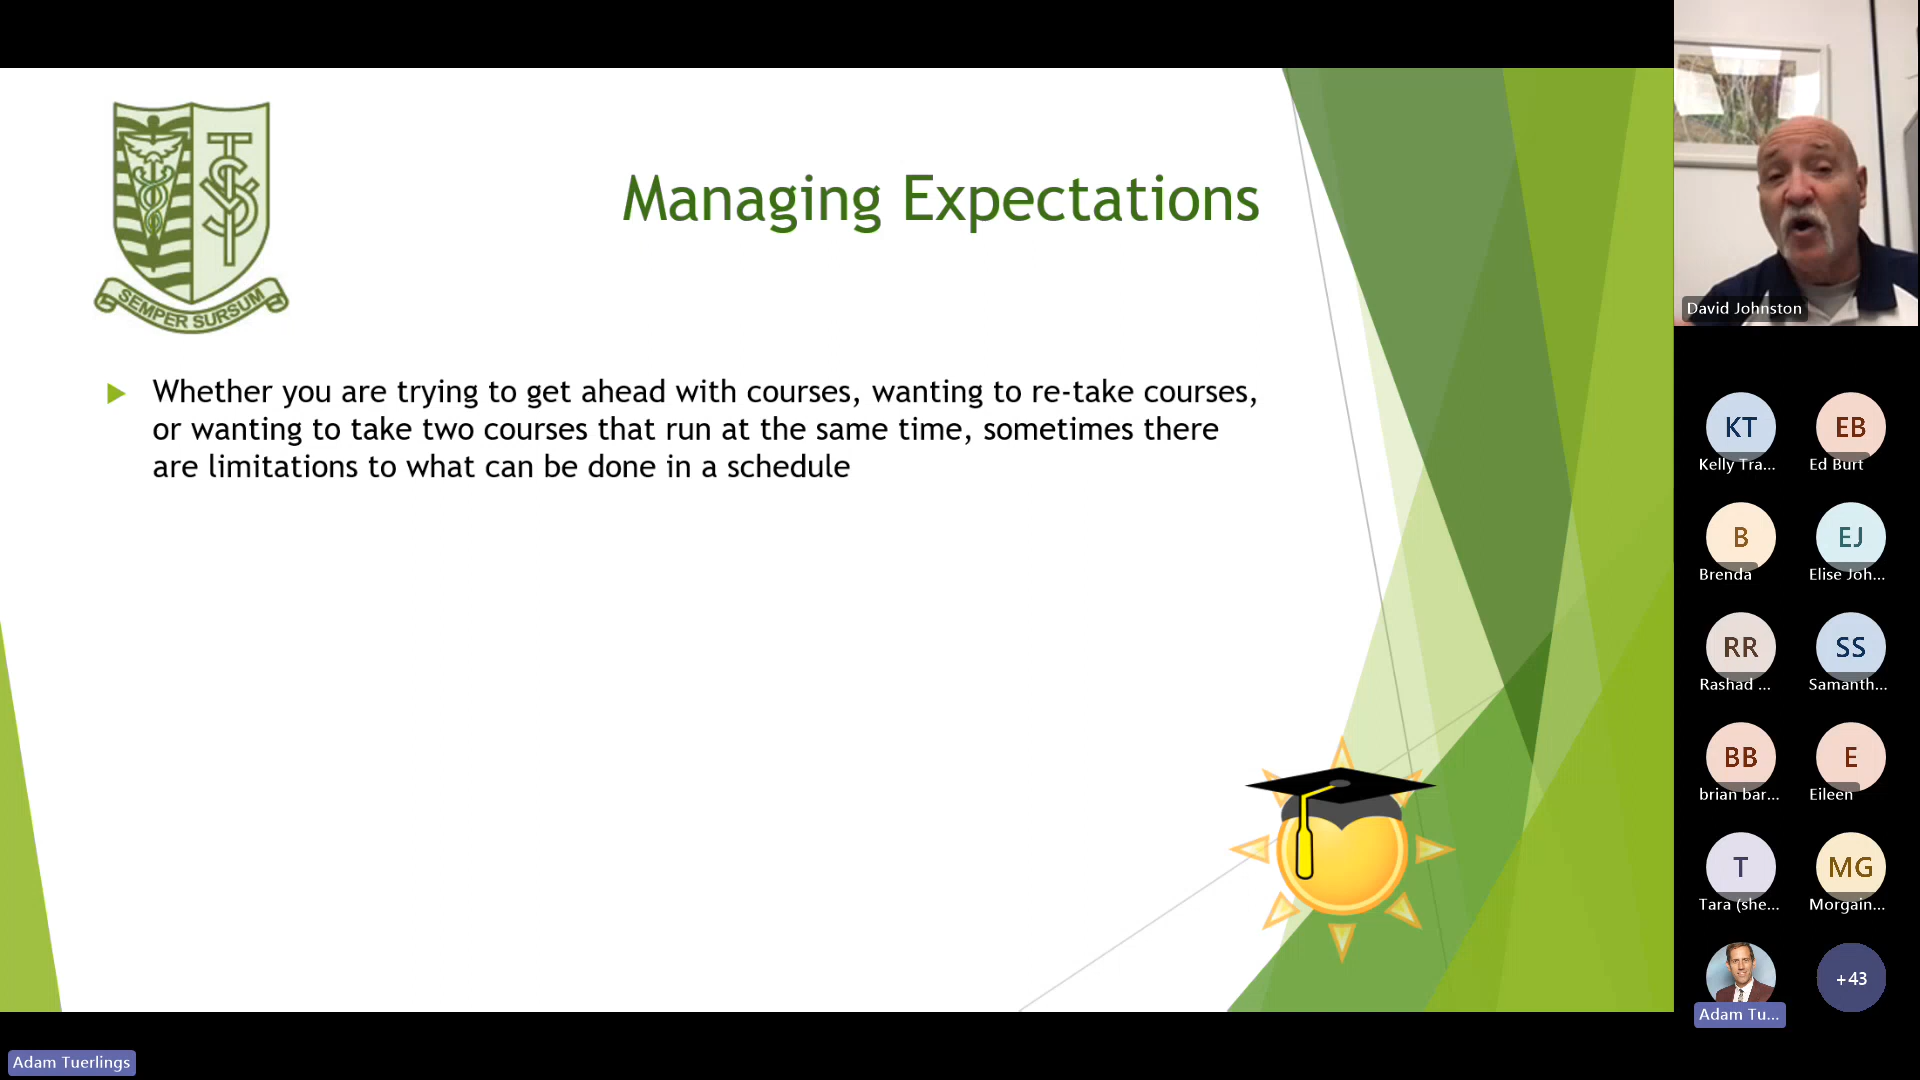 SEMPER SURSUM
Managing Expectations
Whether you are trying to get ahead with courses, wanting to re-take courses,
or wanting to take two courses that run at the same time, sometimes there
are limitations to what can be done in a schedule
David Johnston
KT
Kelly Tra...
EB
Ed Burt
B
Brenda
EJ
Elise Joh...
RR
Rashad ...
SS
Samanth...
BB
brian bar...
E
Eileen
T
Tara (she...
MG
Morgain...
Adam Tu...
+43
Adam Tuerlings